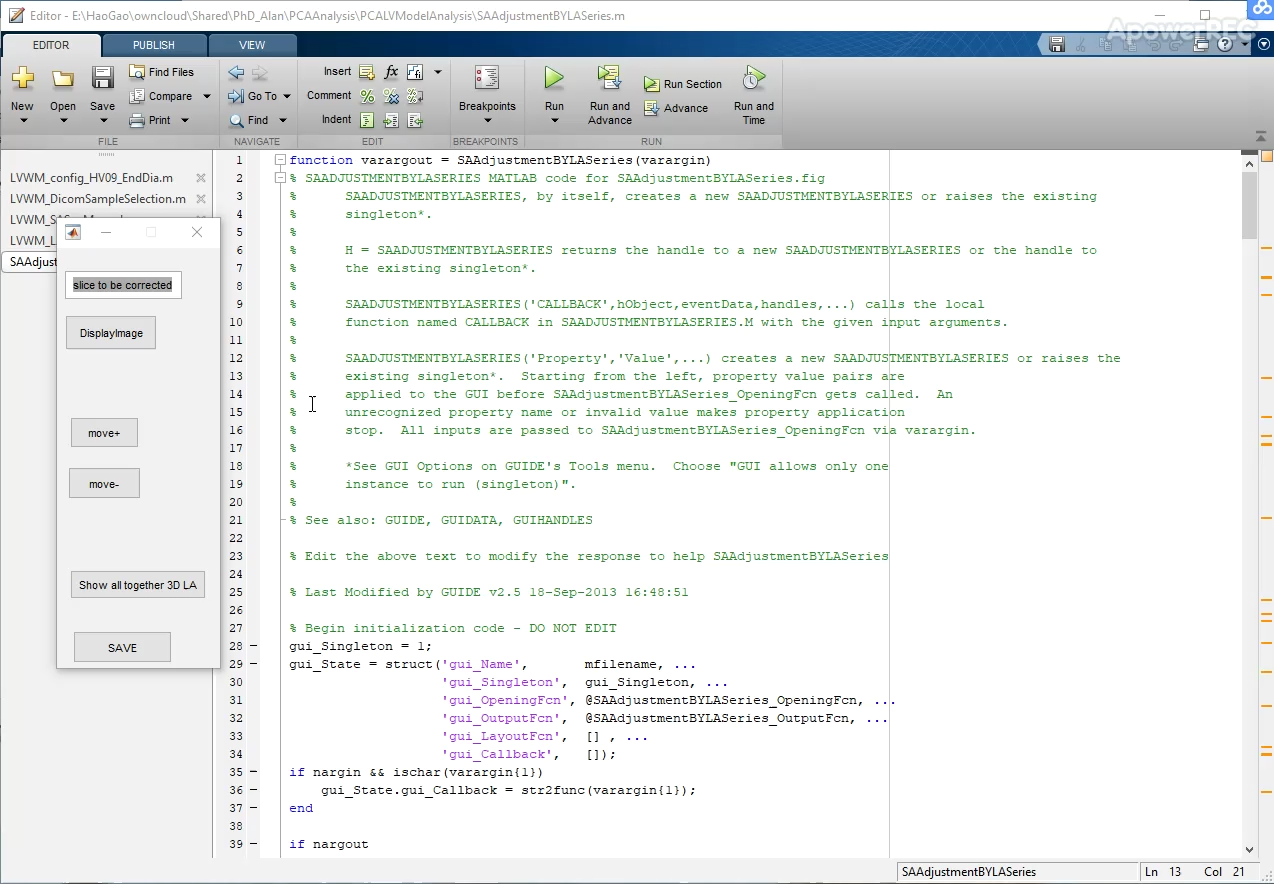 Editor - E:\HaoGao\owncloud\Shared\PhD_Alan\PCAAnalysis\PCALVModelAnalysis\SAAdjustmentBYLASeries.m
ApowerREC
EDITOR PUBLISH VIEW
New
Open
Save
Find Files
Compare
Print
FILE
Go To
Find
NAVIGATE
Insert
fx
Comment
Indent
EDIT
Breakpoints
BREAKPOINTS
Run
Run and
Advance
Run Section
Advance
Run and
Time
RUN
LVWM_config_HV09_EndDia.m
LVWM_DicomSampleSelection.m
SAAdjust
slice to be corrected
DisplayImage
move+
move-
Show all together 3D LA
SAVE
1 function varargout = SAAdjustmentBYLASeries(varargin)
2 % SAADJUSTMENTBYLASERIES MATLAB code for SAAdjustmentBYLASeries.fig
3 %      SAADJUSTMENTBYLASERIES, by itself, creates a new SAADJUSTMENTBYLASERIES or raises the existing
4 %      singleton*.
5 %
6 %      H = SAADJUSTMENTBYLASERIES returns the handle to a new SAADJUSTMENTBYLASERIES or the handle to
7 %      the existing singleton*.
8 %
9 %      SAADJUSTMENTBYLASERIES('CALLBACK',hObject,eventData,handles,...) calls the local
10 %      function named CALLBACK in SAADJUSTMENTBYLASERIES.M with the given input arguments.
11 %
12 %      SAADJUSTMENTBYLASERIES('Property','Value',...) creates a new SAADJUSTMENTBYLASERIES or raises the
13 %      existing singleton*.  Starting from the left, property value pairs are
14 %      applied to the GUI before SAAdjustmentBYLASeries_OpeningFcn gets called.  An
15 %      unrecognized property name or invalid value makes property application
16 %      stop.  All inputs are passed to SAAdjustmentBYLASeries_OpeningFcn via varargin.
17 %
18 %      *See GUI Options on GUIDE's Tools menu.  Choose "GUI allows only one
19 %      instance to run (singleton)".
20 %
21 % See also: GUIDE, GUIDATA, GUIHANDLES
22
23 % Edit the above text to modify the response to help SAAdjustmentBYLASeries
24
25 % Last Modified by GUIDE v2.5 18-Sep-2013 16:48:51
26
27 % Begin initialization code - DO NOT EDIT
28 - gui_Singleton = 1;
29 - gui_State = struct('gui_Name',       mfilename, ...
30 'gui_Singleton',  gui_Singleton, ...
31 'gui_OpeningFcn', @SAAdjustmentBYLASeries_OpeningFcn, ...
32 'gui_OutputFcn',  @SAAdjustmentBYLASeries_OutputFcn, ...
33 'gui_LayoutFcn',  [] , ...
34 'gui_Callback',   []);
35 - if nargin && ischar(varargin{1})
36 - gui_State.gui_Callback = str2func(varargin{1});
37 - end
38
39 - if nargout
SAAdjustmentBYLASeries
Ln 13 Col 21